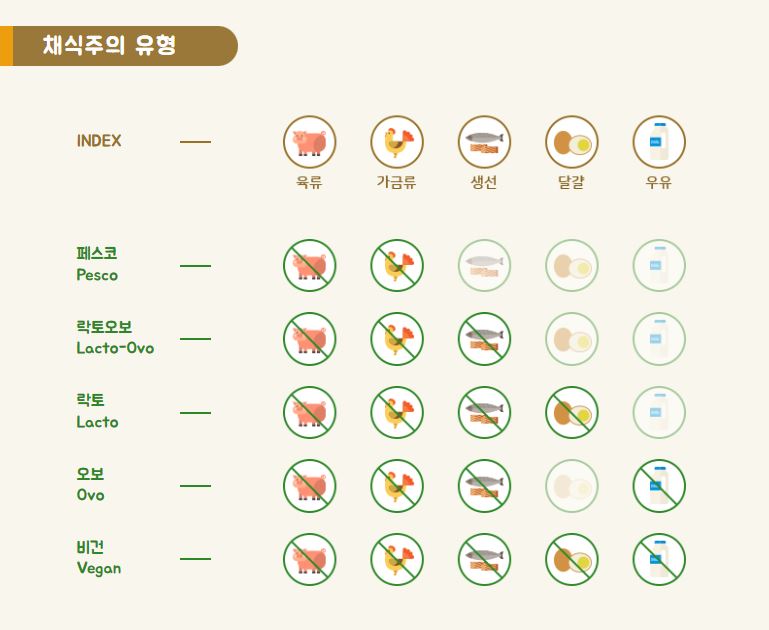 채식주의 유형
INDEX
육류 가금류 생선 달걀 우유
페스코
Pesco
락토오보
Lacto-Ovo
락토
Lacto
오보
Ovo
비건
Vegan